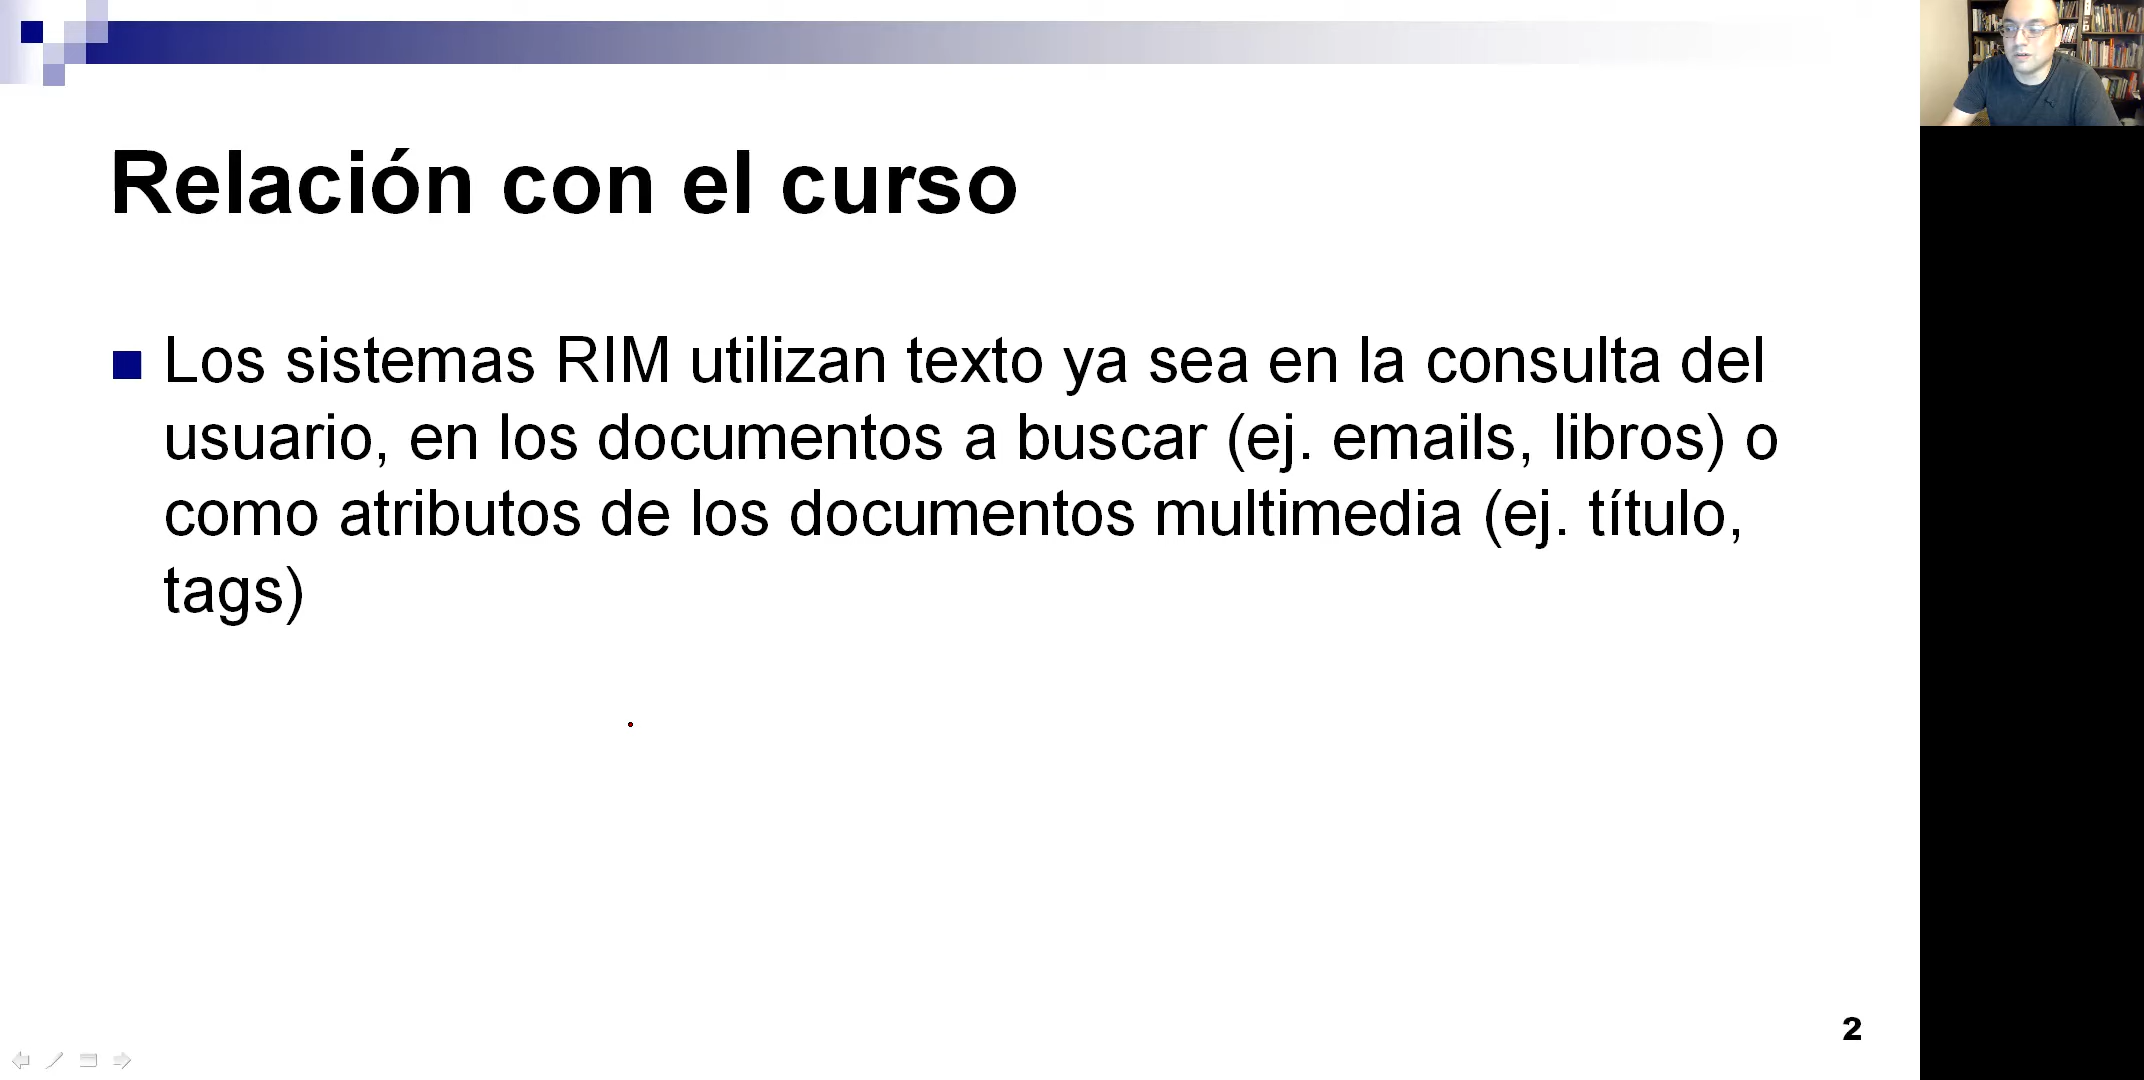 Relación con el curso
Los sistemas RIM utilizan texto ya sea en la consulta del
usuario, en los documentos a buscar (ej. emails, libros) o
como atributos de los documentos multimedia (ej. título,
tags)
2